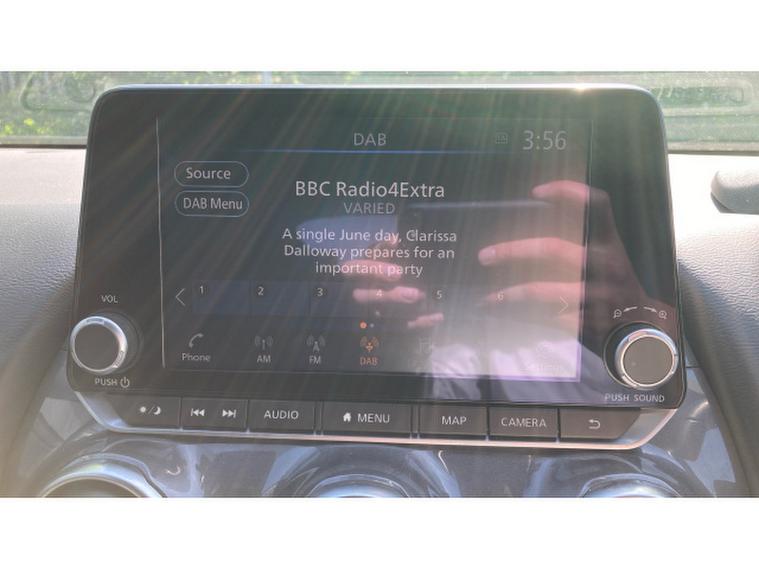 DAB
TA 3:56
Source
BBC Radio4Extra
DAB Menu
VARIED
A single June day, Clarissa
Dalloway prepares for an
important party
1 2 3 4 5 6
VOL
PUSH
Phone AM FM DAB
PUSH SOUND
AUDIO MENU MAP CAMERA